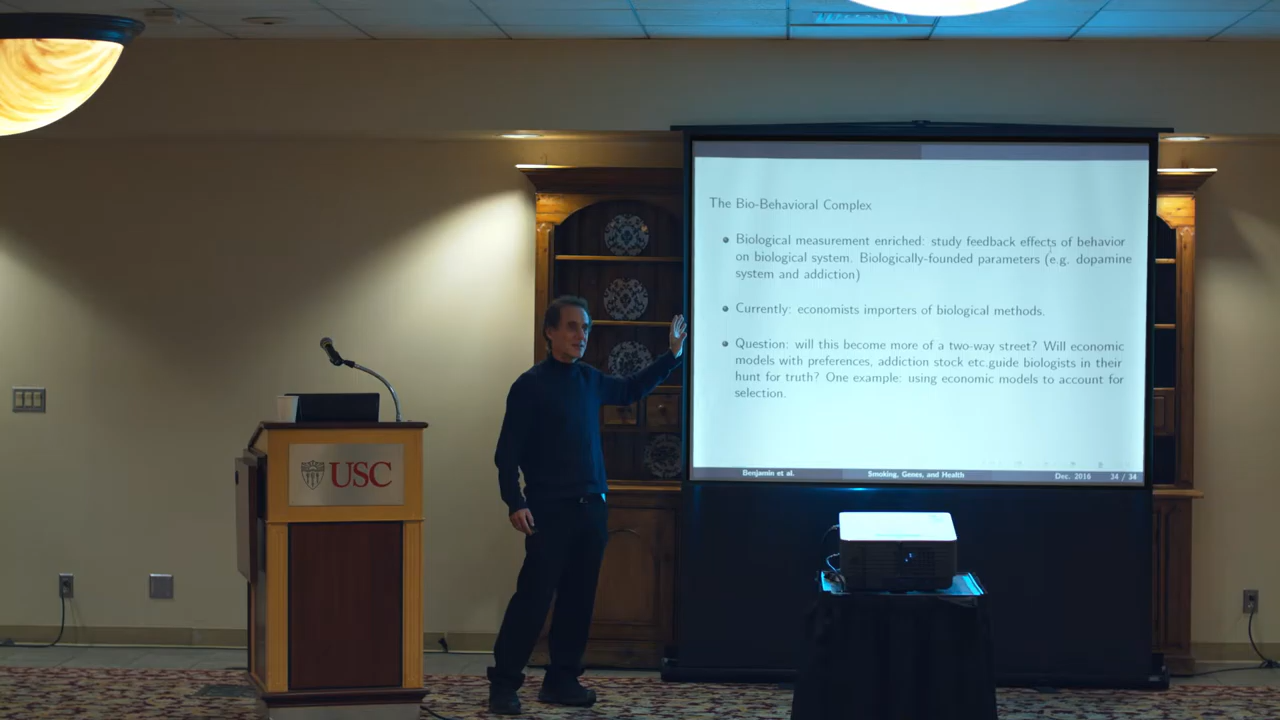 The Bio-Behavioral Complex
Biological measurement enriched: study feedback effects of behavior
on biological system. Biologically-founded parameters (e.g. dopamine
system and addiction)
Currently: economists importers of biological methods.
Question: will this become more of a two-way street? Will economic
models with preferences, addiction stock etc.guide biologists in their
hunt for truth? One example: using economic models to account for
selection.
Benjamin et al. Smoking, Genes, and Health Dec. 2016 34 / 34
USC